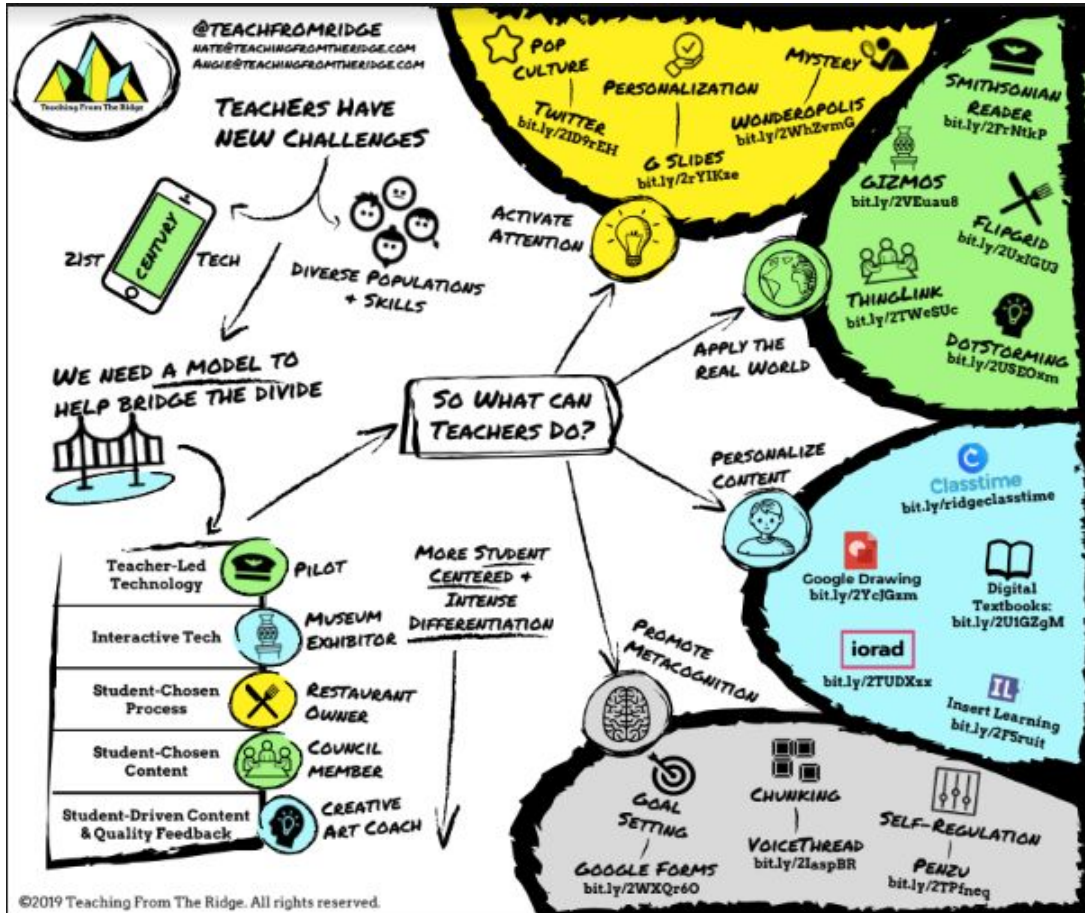 Teaching From The Ridge
@TEACHFROMRIDGE
NATE@TEACHINGFROMTHERIDGE.COM
ANGIE@TEACHINGFROMTHERIDGE.COM
TEACHERS HAVE
NEW CHALLENGES
21ST
CENTURY
TECH
DIVERSE POPULATIONS
+ SKILLS
WE NEED A MODEL TO
HELP BRIDGE THE DIVIDE
Teacher-Led
Technology
PILOT
Interactive Tech
MUSEUM
EXHIBITOR
Student-Chosen
Process
RESTAURANT
OWNER
Student-Chosen
Content
COUNCIL
MEMBER
Student-Driven Content
& Quality Feedback
CREATIVE
ART COACH
MORE STUDENT
CENTERED +
INTENSE
DIFFERENTIATION
SO WHAT CAN
TEACHERS DO?
ACTIVATE
ATTENTION
POP
CULTURE
TWITTER
bit.ly/2ID9rEH
PERSONALIZATION
G SLIDES
bit.ly/2rYIKze
MYSTERY
WONDEROPOLIS
bit.ly/2WhZvmG
APPLY THE
REAL WORLD
SMITHSONIAN
READER
bit.ly/2FrNtkP
GIZMOS
bit.ly/2VEuau8
FLIPGRID
bit.ly/2UxIGU3
THINGLINK
bit.ly/2TWeSUc
DOTSTORMING
bit.ly/2USEOxm
PERSONALIZE
CONTENT
Classtime
bit.ly/ridgeclasstime
Google Drawing
bit.ly/2YcJGzm
Digital
Textbooks:
bit.ly/2U1GZgM
iorad
bit.ly/2TUDXzx
IL
Insert Learning
bit.ly/2F5ruit
PROMOTE
METACOGNITION
GOAL
SETTING
GOOGLE FORMS
bit.ly/2WXQr6O
CHUNKING
VOICETHREAD
bit.ly/2IaspBR
SELF-REGULATION
PENZU
bit.ly/2TPfneq
©2019 Teaching From The Ridge. All rights reserved.